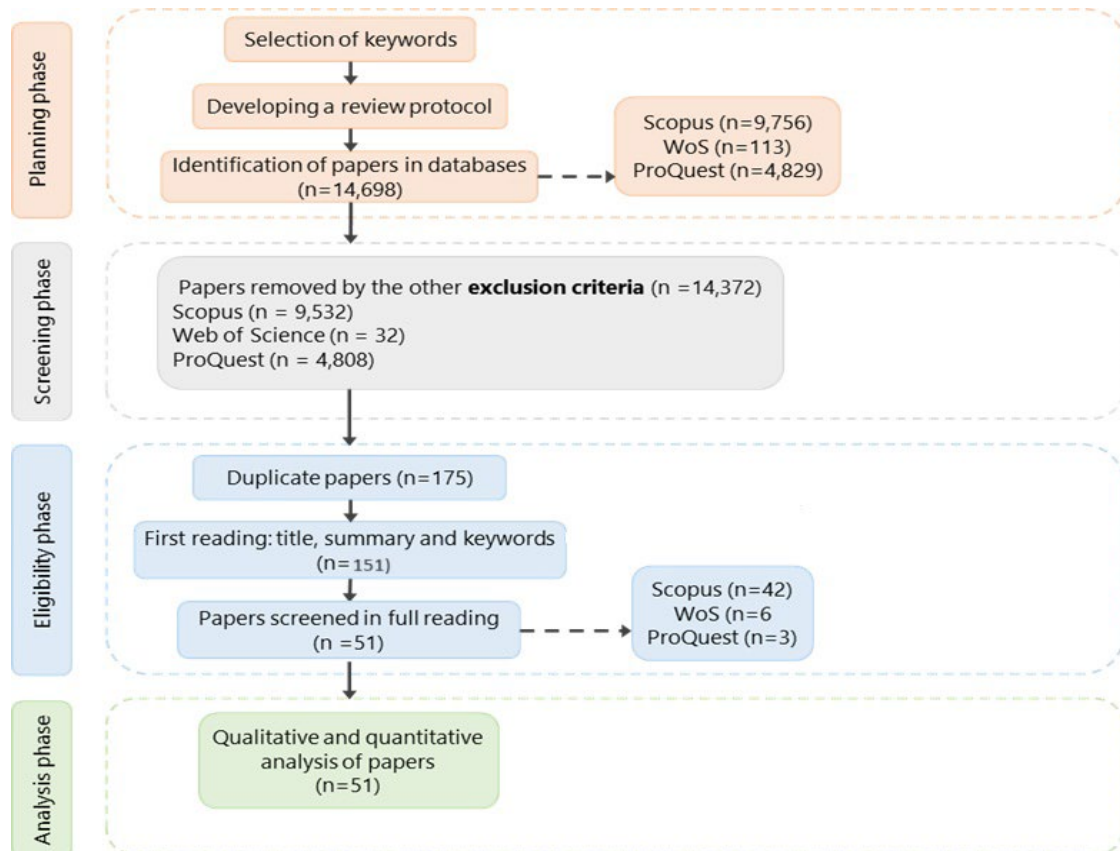 Planning phase
Selection of keywords
Developing a review protocol
Identification of papers in databases
(n=14,698)
Scopus (n=9,756)
WoS (n=113)
ProQuest (n=4,829)
Screening phase
Papers removed by the other exclusion criteria (n =14,372)
Scopus (n = 9,532)
Web of Science (n = 32)
ProQuest (n = 4,808)
Eligibility phase
Duplicate papers (n=175)
First reading: title, summary and keywords
(n=151)
Papers screened in full reading
(n =51)
Scopus (n=42)
WoS (n=6
ProQuest (n=3)
Analysis phase
Qualitative and quantitative
analysis of papers
(n=51)